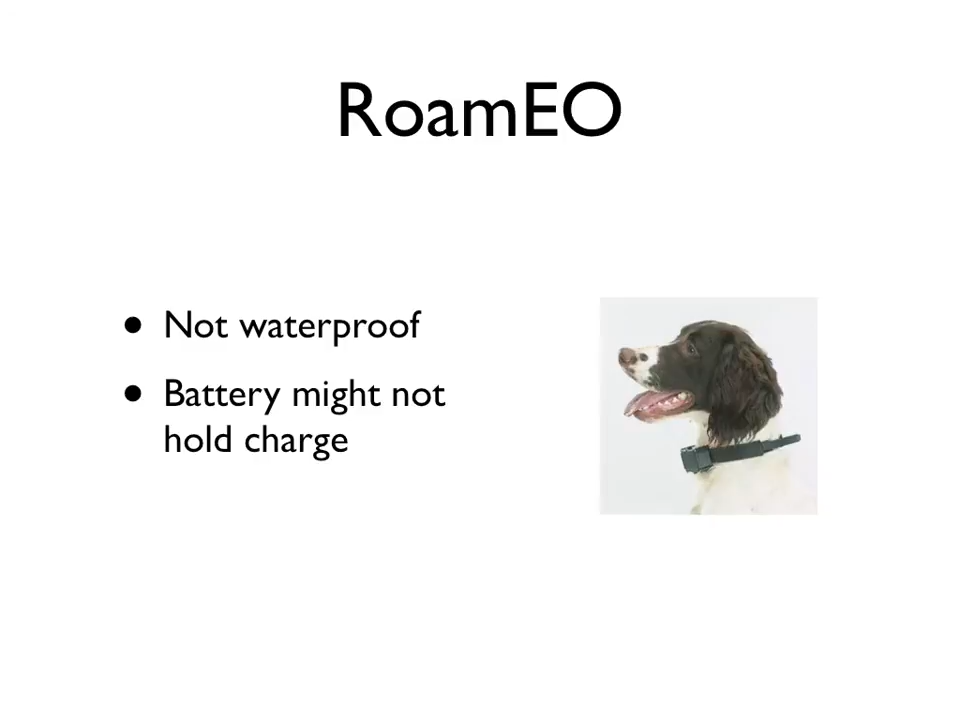 RoamEO
• Not waterproof
• Battery might not
hold charge